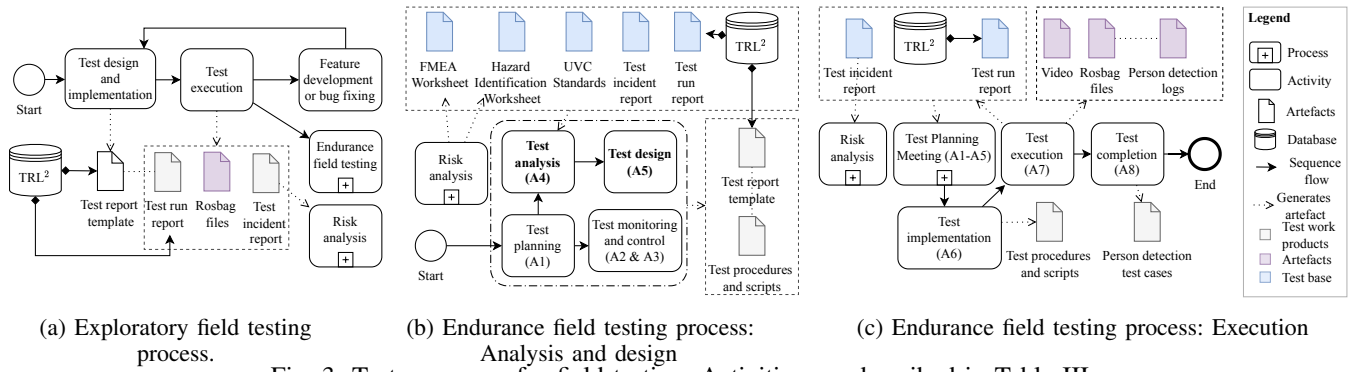 Test design
and
implementation
Test
execution
Feature
development
or bug fixing
Start
Endurance
field testing
+
TRL²
Test report
template
Test run
report
Rosbag
files
Test
incident
report
Risk
analysis
+
(a) Exploratory field testing
process.
FMEA
Worksheet
Hazard
Identification
Worksheet
UVC
Standards
Test
incident
report
Test
run
report
TRL²
Risk
analysis
+
Test
analysis
(A4)
Test design
(A5)
Test
planning
(A1)
Test monitoring
and control
(A2 & A3)
Start
Test report
template
Test procedures
and scripts
(b) Endurance field testing process:
Analysis and design
Test incident
report
TRL²
Test run
report
Video
Rosbag
files
Person detection
logs
Risk
analysis
+
Test Planning
Meeting (A1-A5)
+
Test
execution
(A7)
Test
completion
(A8)
End
Test
implementation
(A6)
Test procedures
and scripts
Person detection
test cases
(c) Endurance field testing process: Execution
Legend
+
Process
Activity
Artefacts
Database
Sequence
flow
Generates
artefact
Test work
products
Artefacts
Test base